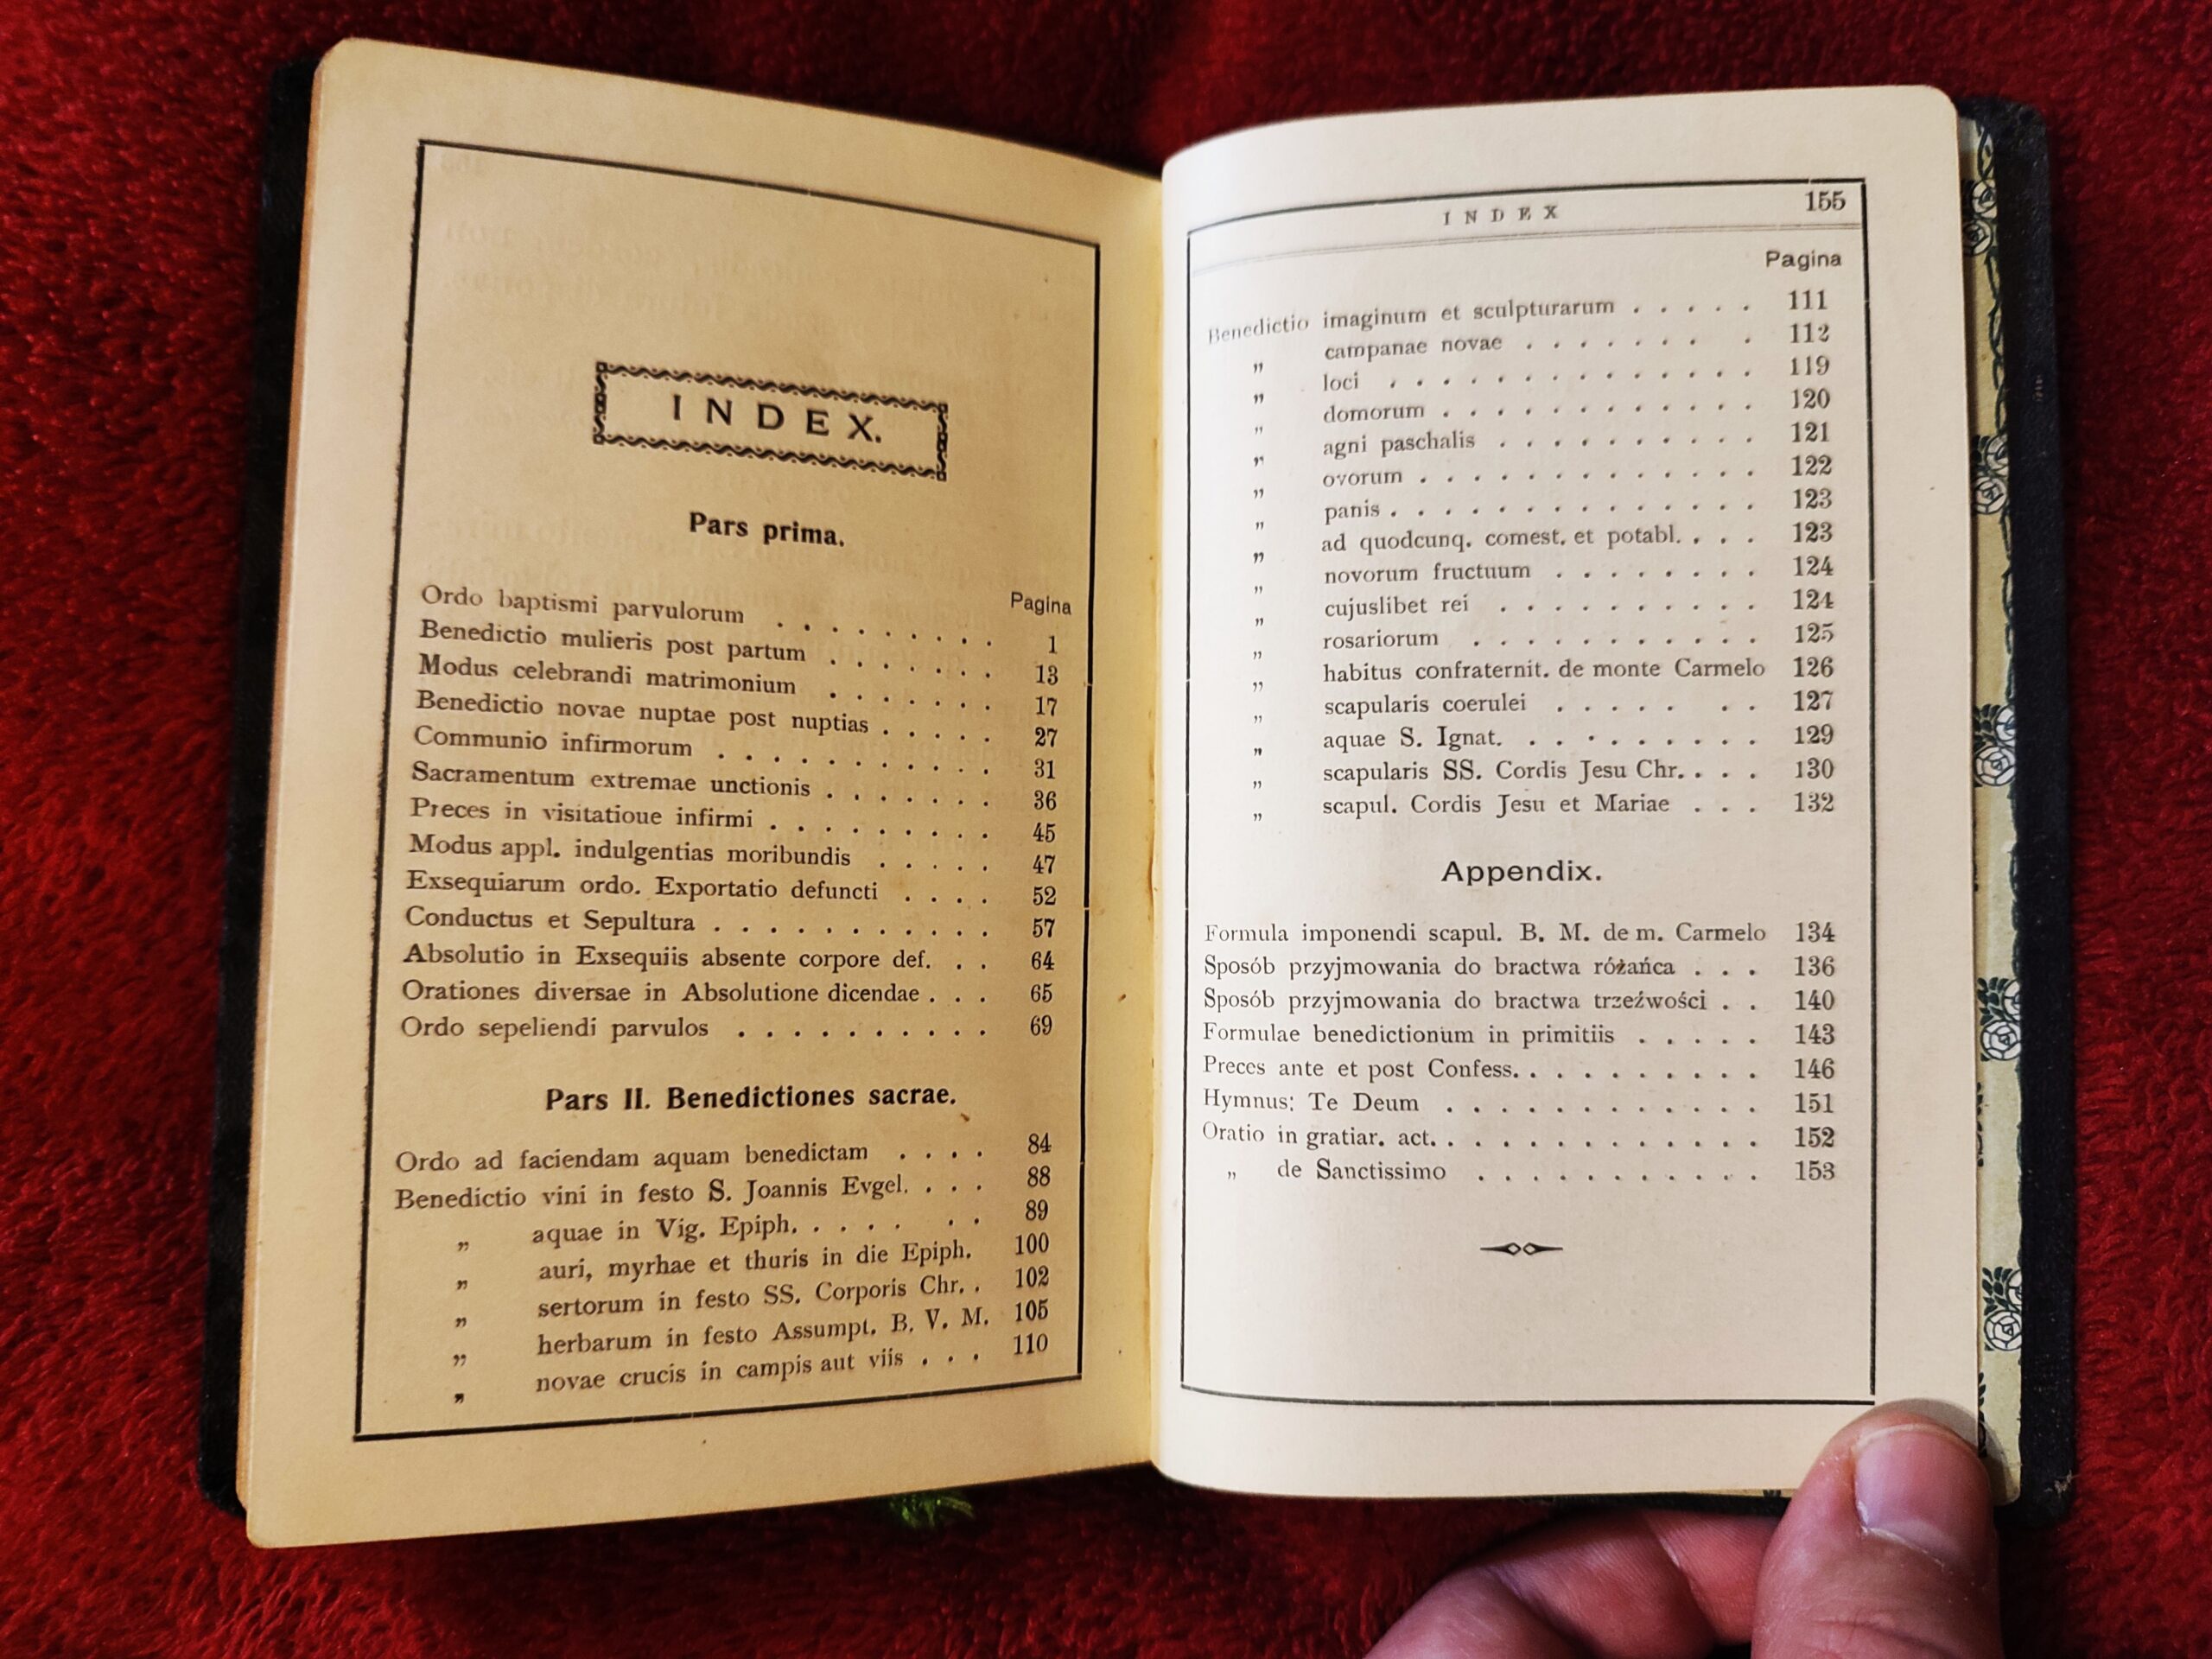 INDEX.
Pars prima.
Pagina
Ordo baptismi parvulorum . . . . . . . . . 1
Benedictio mulieris post partum . . . . . . . 13
Modus celebrandi matrimonium . . . . . . . 17
Benedictio novae nuptae post nuptias . . . . . 27
Communio infirmorum . . . . . . . . . . . 31
Sacramentum extremae unctionis . . . . . . . 36
Preces in visitatioue infirmi . . . . . . . . . 45
Modus appl. indulgentias moribundis . . . . . 47
Exsequiarum ordo. Exportatio defuncti . . . . 52
Conductus et Sepultura . . . . . . . . . . . 57
Absolutio in Exsequiis absente corpore def. . . 64
Orationes diversae in Absolutione dicendae . . . 65
Ordo sepeliendi parvulos . . . . . . . . . . 69
Pars II. Benedictiones sacrae.
Ordo ad faciendam aquam benedictam . . . . 84
Benedictio vini in festo S. Joannis Evgel. . . . 88
„ aquae in Vig. Epiph. . . . . . . 89
„ auri, myrhae et thuris in die Epiph. 100
„ sertorum in festo SS. Corporis Chr. . 102
„ herbarum in festo Assumpt. B. V. M. 105
„ novae crucis in campis aut viis . . . 110
INDEX 155
Pagina
Benedictio imaginum et sculpturarum . . . . . 111
„ campanae novae . . . . . . . . 112
„ loci . . . . . . . . . . . . . . 119
„ domorum . . . . . . . . . . . . 120
„ agni paschalis . . . . . . . . . . 121
„ ovorum . . . . . . . . . . . . . 122
„ panis . . . . . . . . . . . . . . 123
„ ad quodcunq. comest. et potabl. . . . 123
„ novorum fructuum . . . . . . . . 124
„ cujuslibet rei . . . . . . . . . . 124
„ rosariorum . . . . . . . . . . . 125
„ habitus confraternit. de monte Carmelo 126
„ scapularis coerulei . . . . . . . 127
„ aquae S. Ignat. . . . . . . . . . 129
„ scapularis SS. Cordis Jesu Chr. . . . 130
„ scapul. Cordis Jesu et Mariae . . . 132
Appendix.
Formula imponendi scapul. B. M. de m. Carmelo 134
Sposób przyjmowania do bractwa różańca . . . 136
Sposób przyjmowania do bractwa trzeźwości . . 140
Formulae benedictionum in primitiis . . . . . 143
Preces ante et post Confess. . . . . . . . . . 146
Hymnus: Te Deum . . . . . . . . . . . . 151
Oratio in gratiar. act. . . . . . . . . . . . . 152
„ de Sanctissimo . . . . . . . . . . . 153